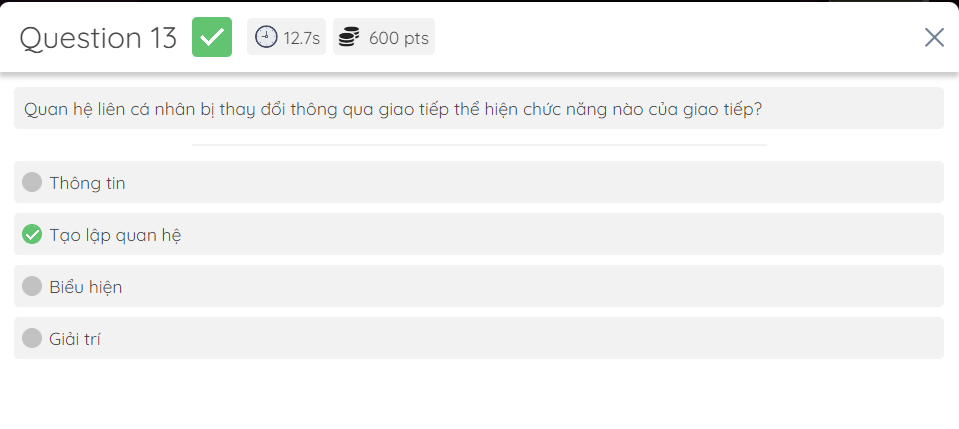 Question 13
12.7s
600 pts
Quan hệ liên cá nhân bị thay đổi thông qua giao tiếp thể hiện chức năng nào của giao tiếp?
Thông tin
Tạo lập quan hệ
Biểu hiện
Giải trí